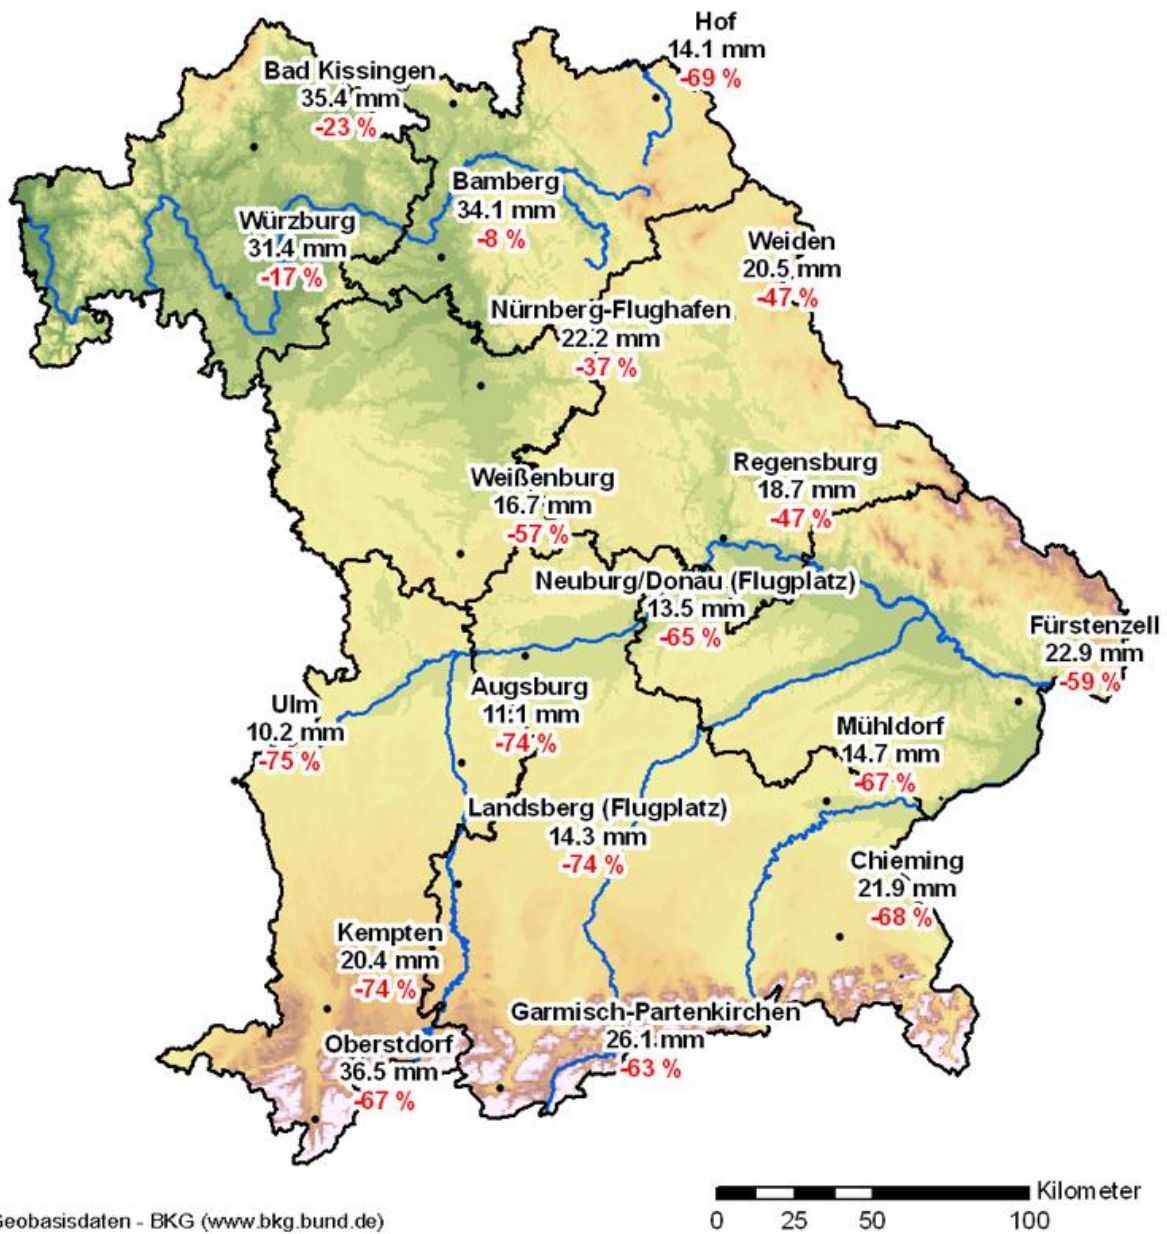 Hof
14.1 mm
-69 %
Bad Kissingen
35.4 mm
-23 %
Bamberg
34.1 mm
-8 %
Würzburg
31.4 mm
-17 %
Weiden
20.5 mm
-47 %
Nürnberg-Flughafen
22.2 mm
-37 %
Regensburg
18.7 mm
-47 %
Weißenburg
16.7 mm
-57 %
Neuburg/Donau (Flugplatz)
13.5 mm
-65 %
Fürstenzell
22.9 mm
-59 %
Augsburg
11.1 mm
-74 %
Ulm
10.2 mm
-75 %
Mühldorf
14.7 mm
-67 %
Landsberg (Flugplatz)
14.3 mm
-74 %
Chieming
21.9 mm
-68 %
Kempten
20.4 mm
-74 %
Garmisch-Partenkirchen
26.1 mm
-63 %
Oberstdorf
36.5 mm
-67 %
Kilometer
0 25 50 100
Geobasisdaten - BKG (www.bkg.bund.de)